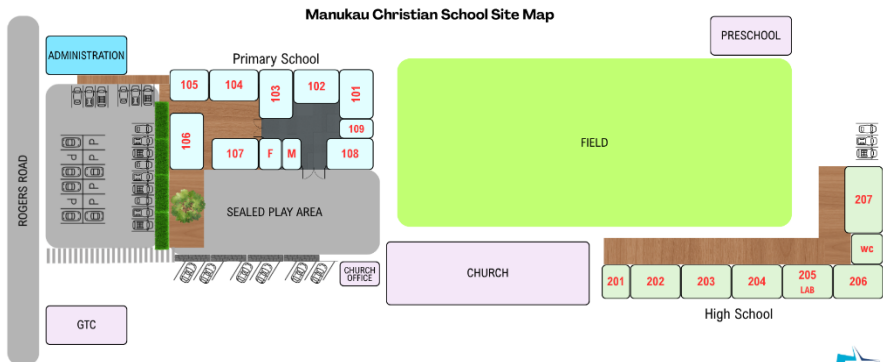 Manukau Christian School Site Map
PRESCHOOL
ADMINISTRATION
Primary School
105
104
103
102
101
109
106
107
F
M
108
P
P
P
P
P
P
P
P
ROGERS ROAD
SEALED PLAY AREA
FIELD
207
wc
CHURCH
OFFICE
CHURCH
201
202
203
204
205
LAB
206
High School
GTC